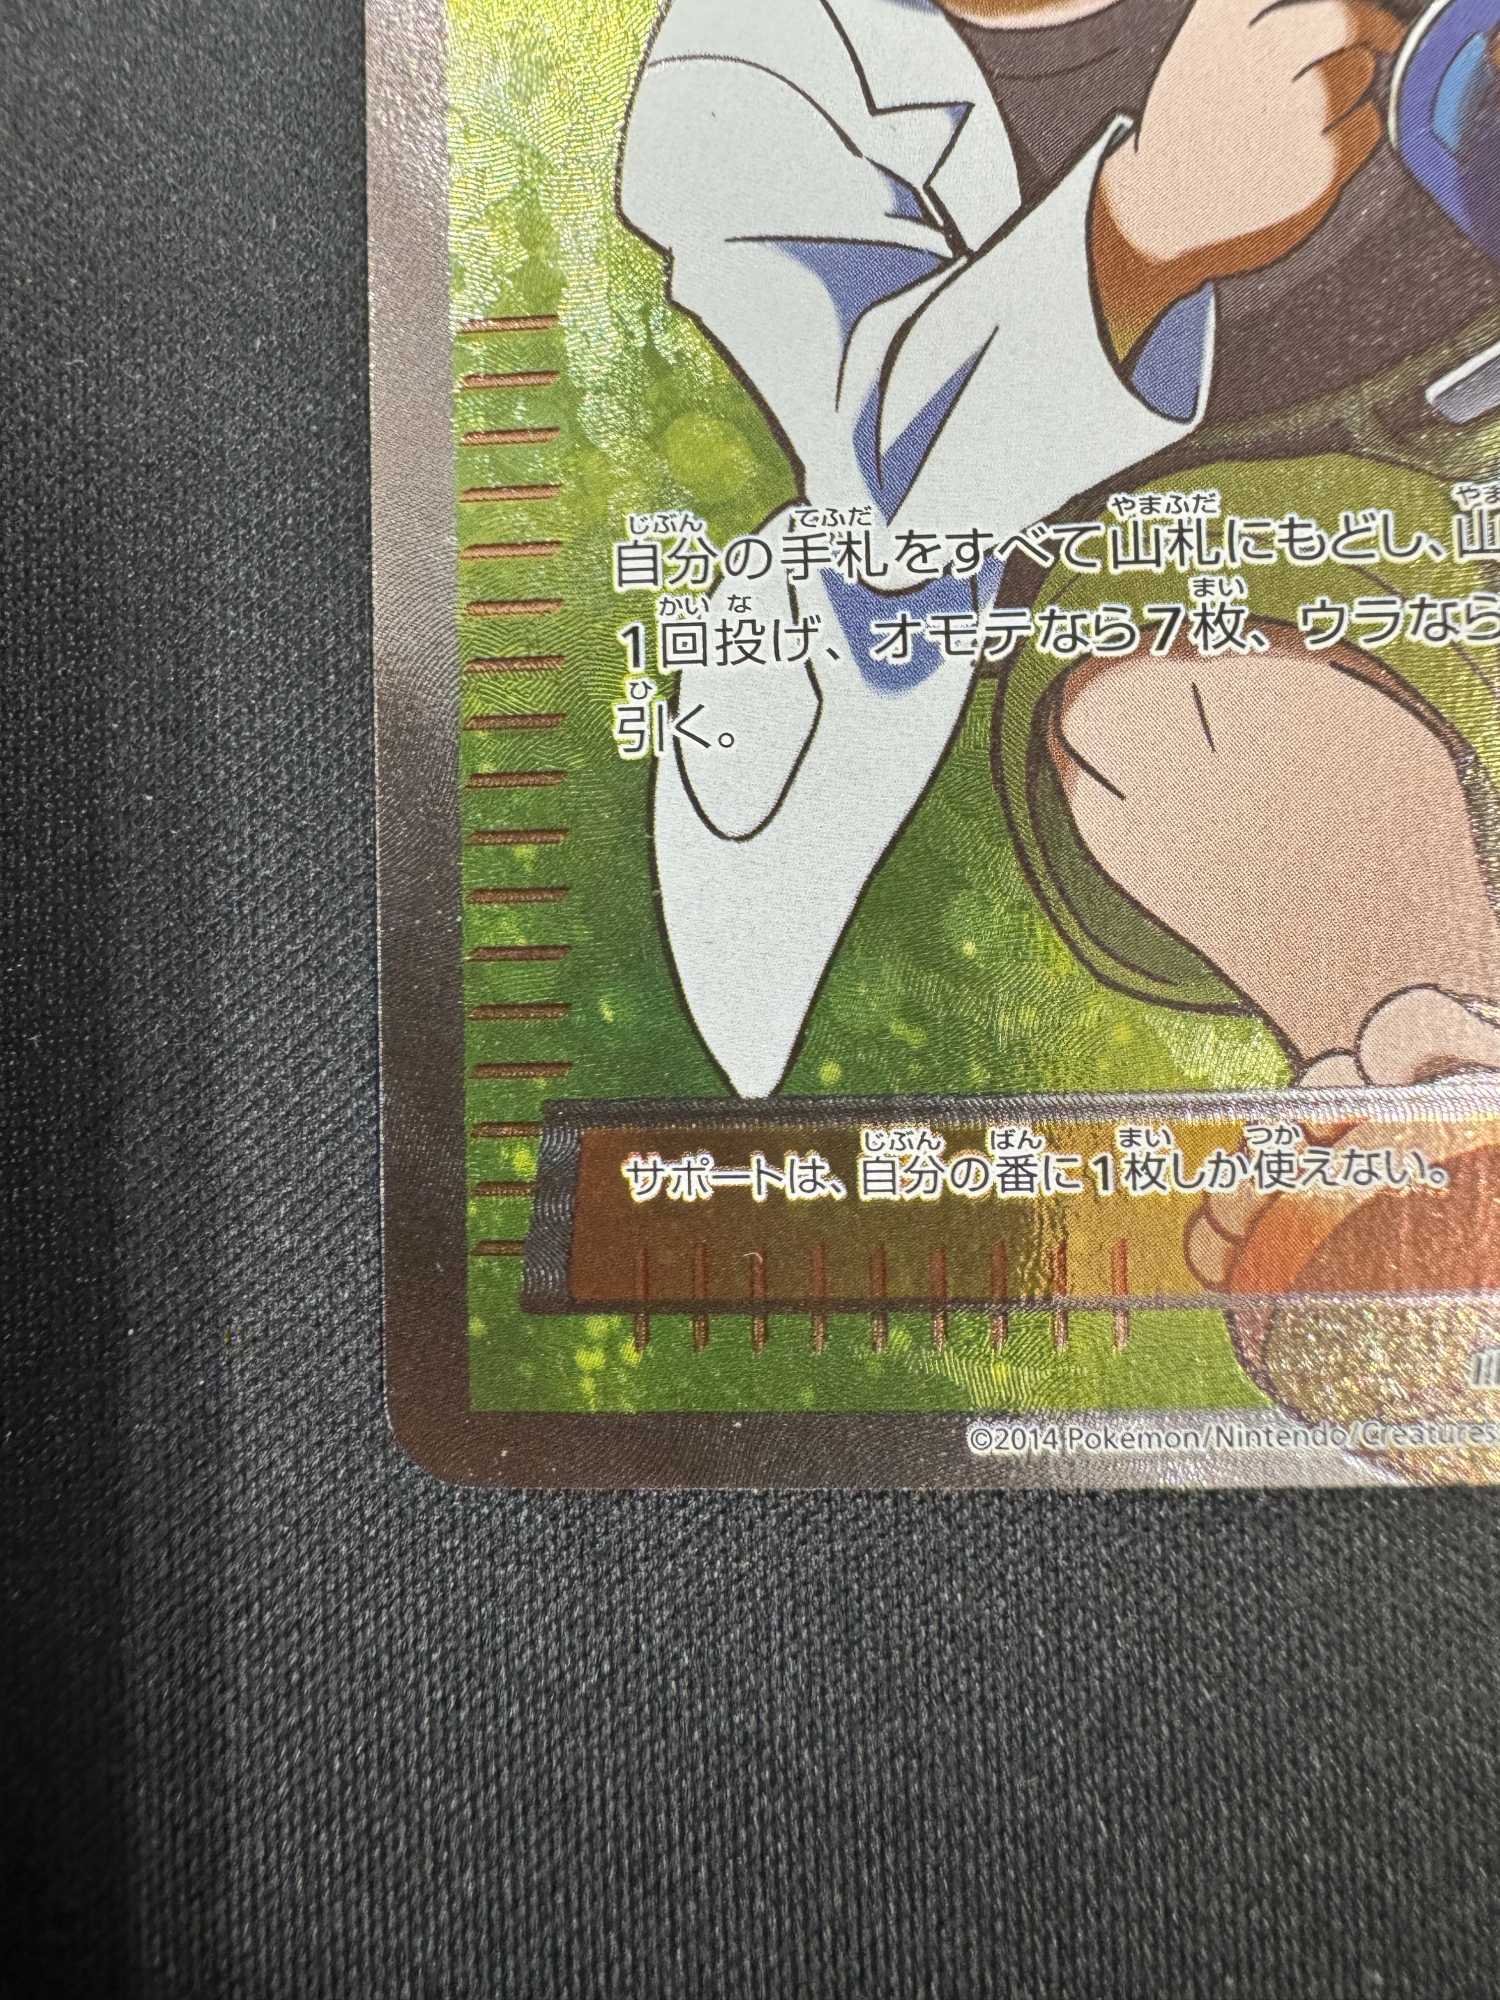 自分の手札をすべて山札にもどし、山
1回投げ、オモテなら7枚、ウラなら
引く。
サポートは、自分の番に1枚しか使えない。
©2014 Pokémon/Nintendo/Creatures